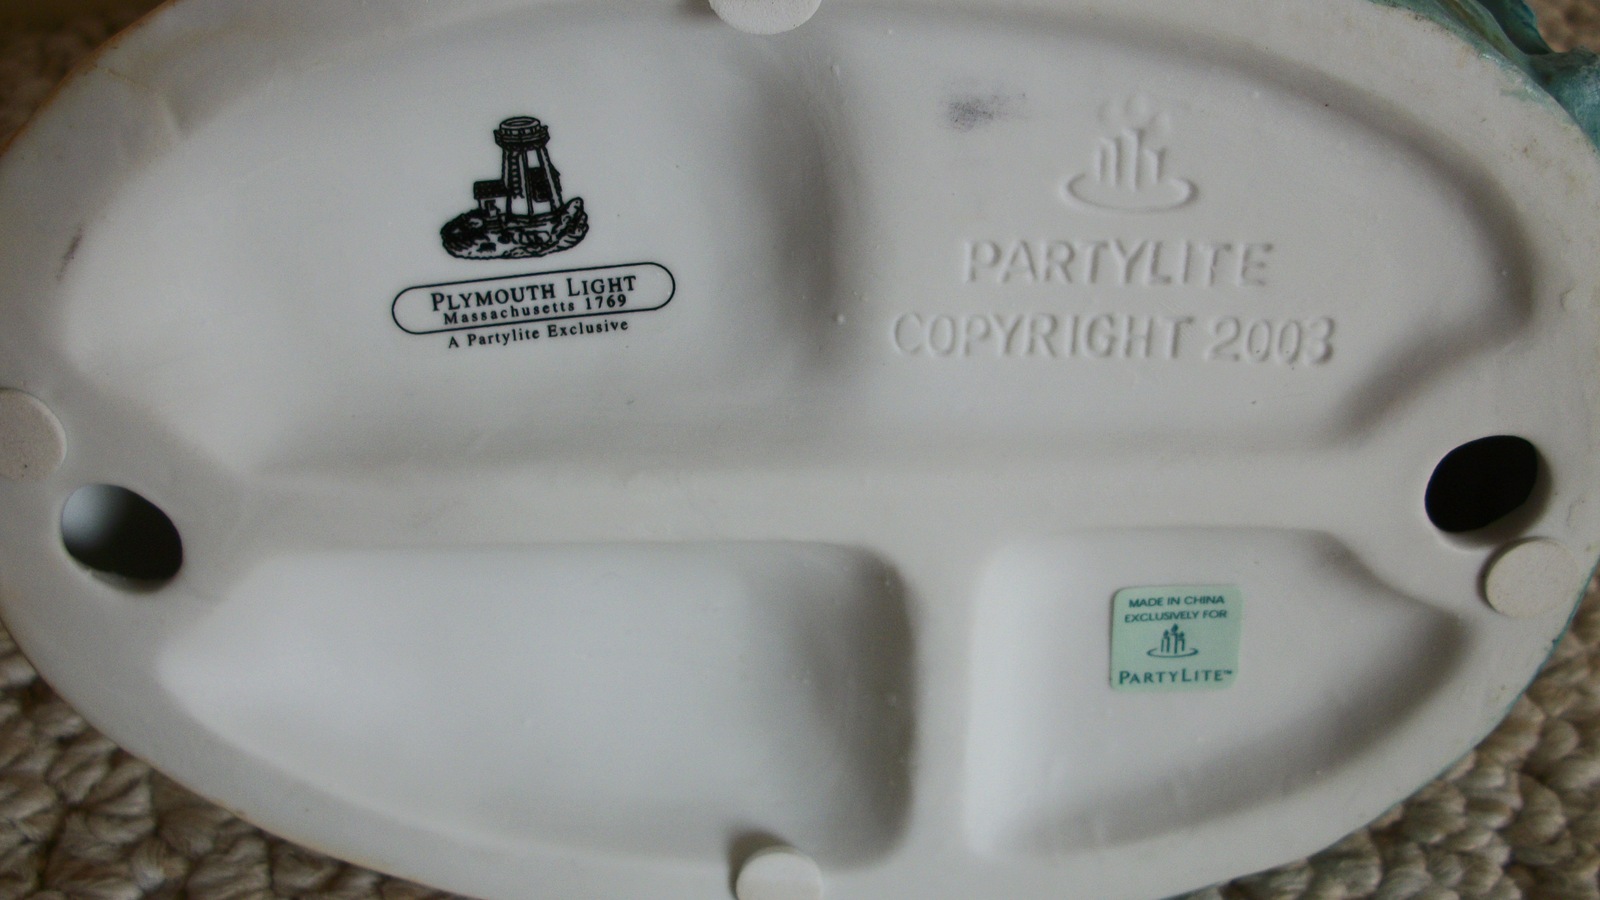 PLYMOUTH LIGHT
Massachusetts 1769
A Partylite Exclusive
PARTYLITE
COPYRIGHT 2003
MADE IN CHINA
EXCLUSIVELY FOR
PARTYLITE™